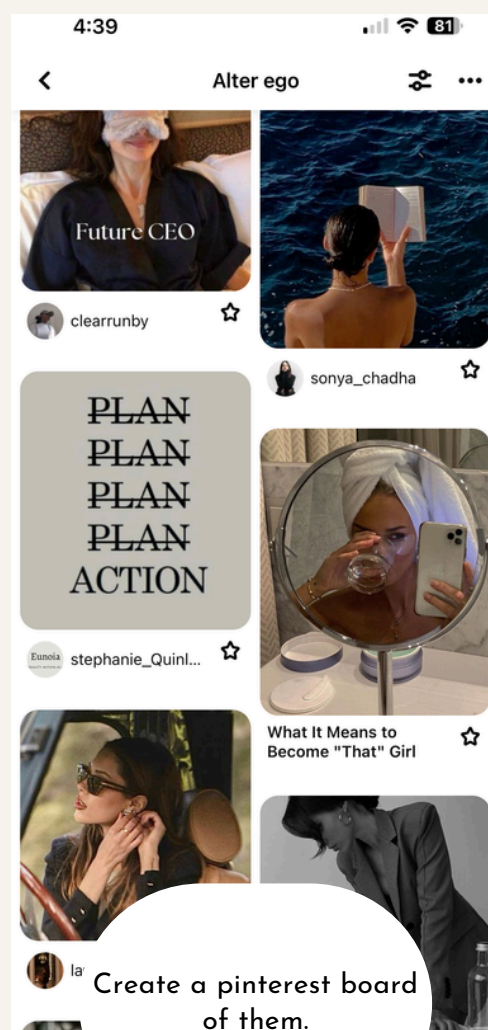 4:39
81
Alter ego
Future CEO
clearrunby
sonya_chadha
PLAN
PLAN
PLAN
PLAN
ACTION
Eunoia
stephanie_Quinl...
What It Means to
Become "That" Girl
la
Create a pinterest board
of them.